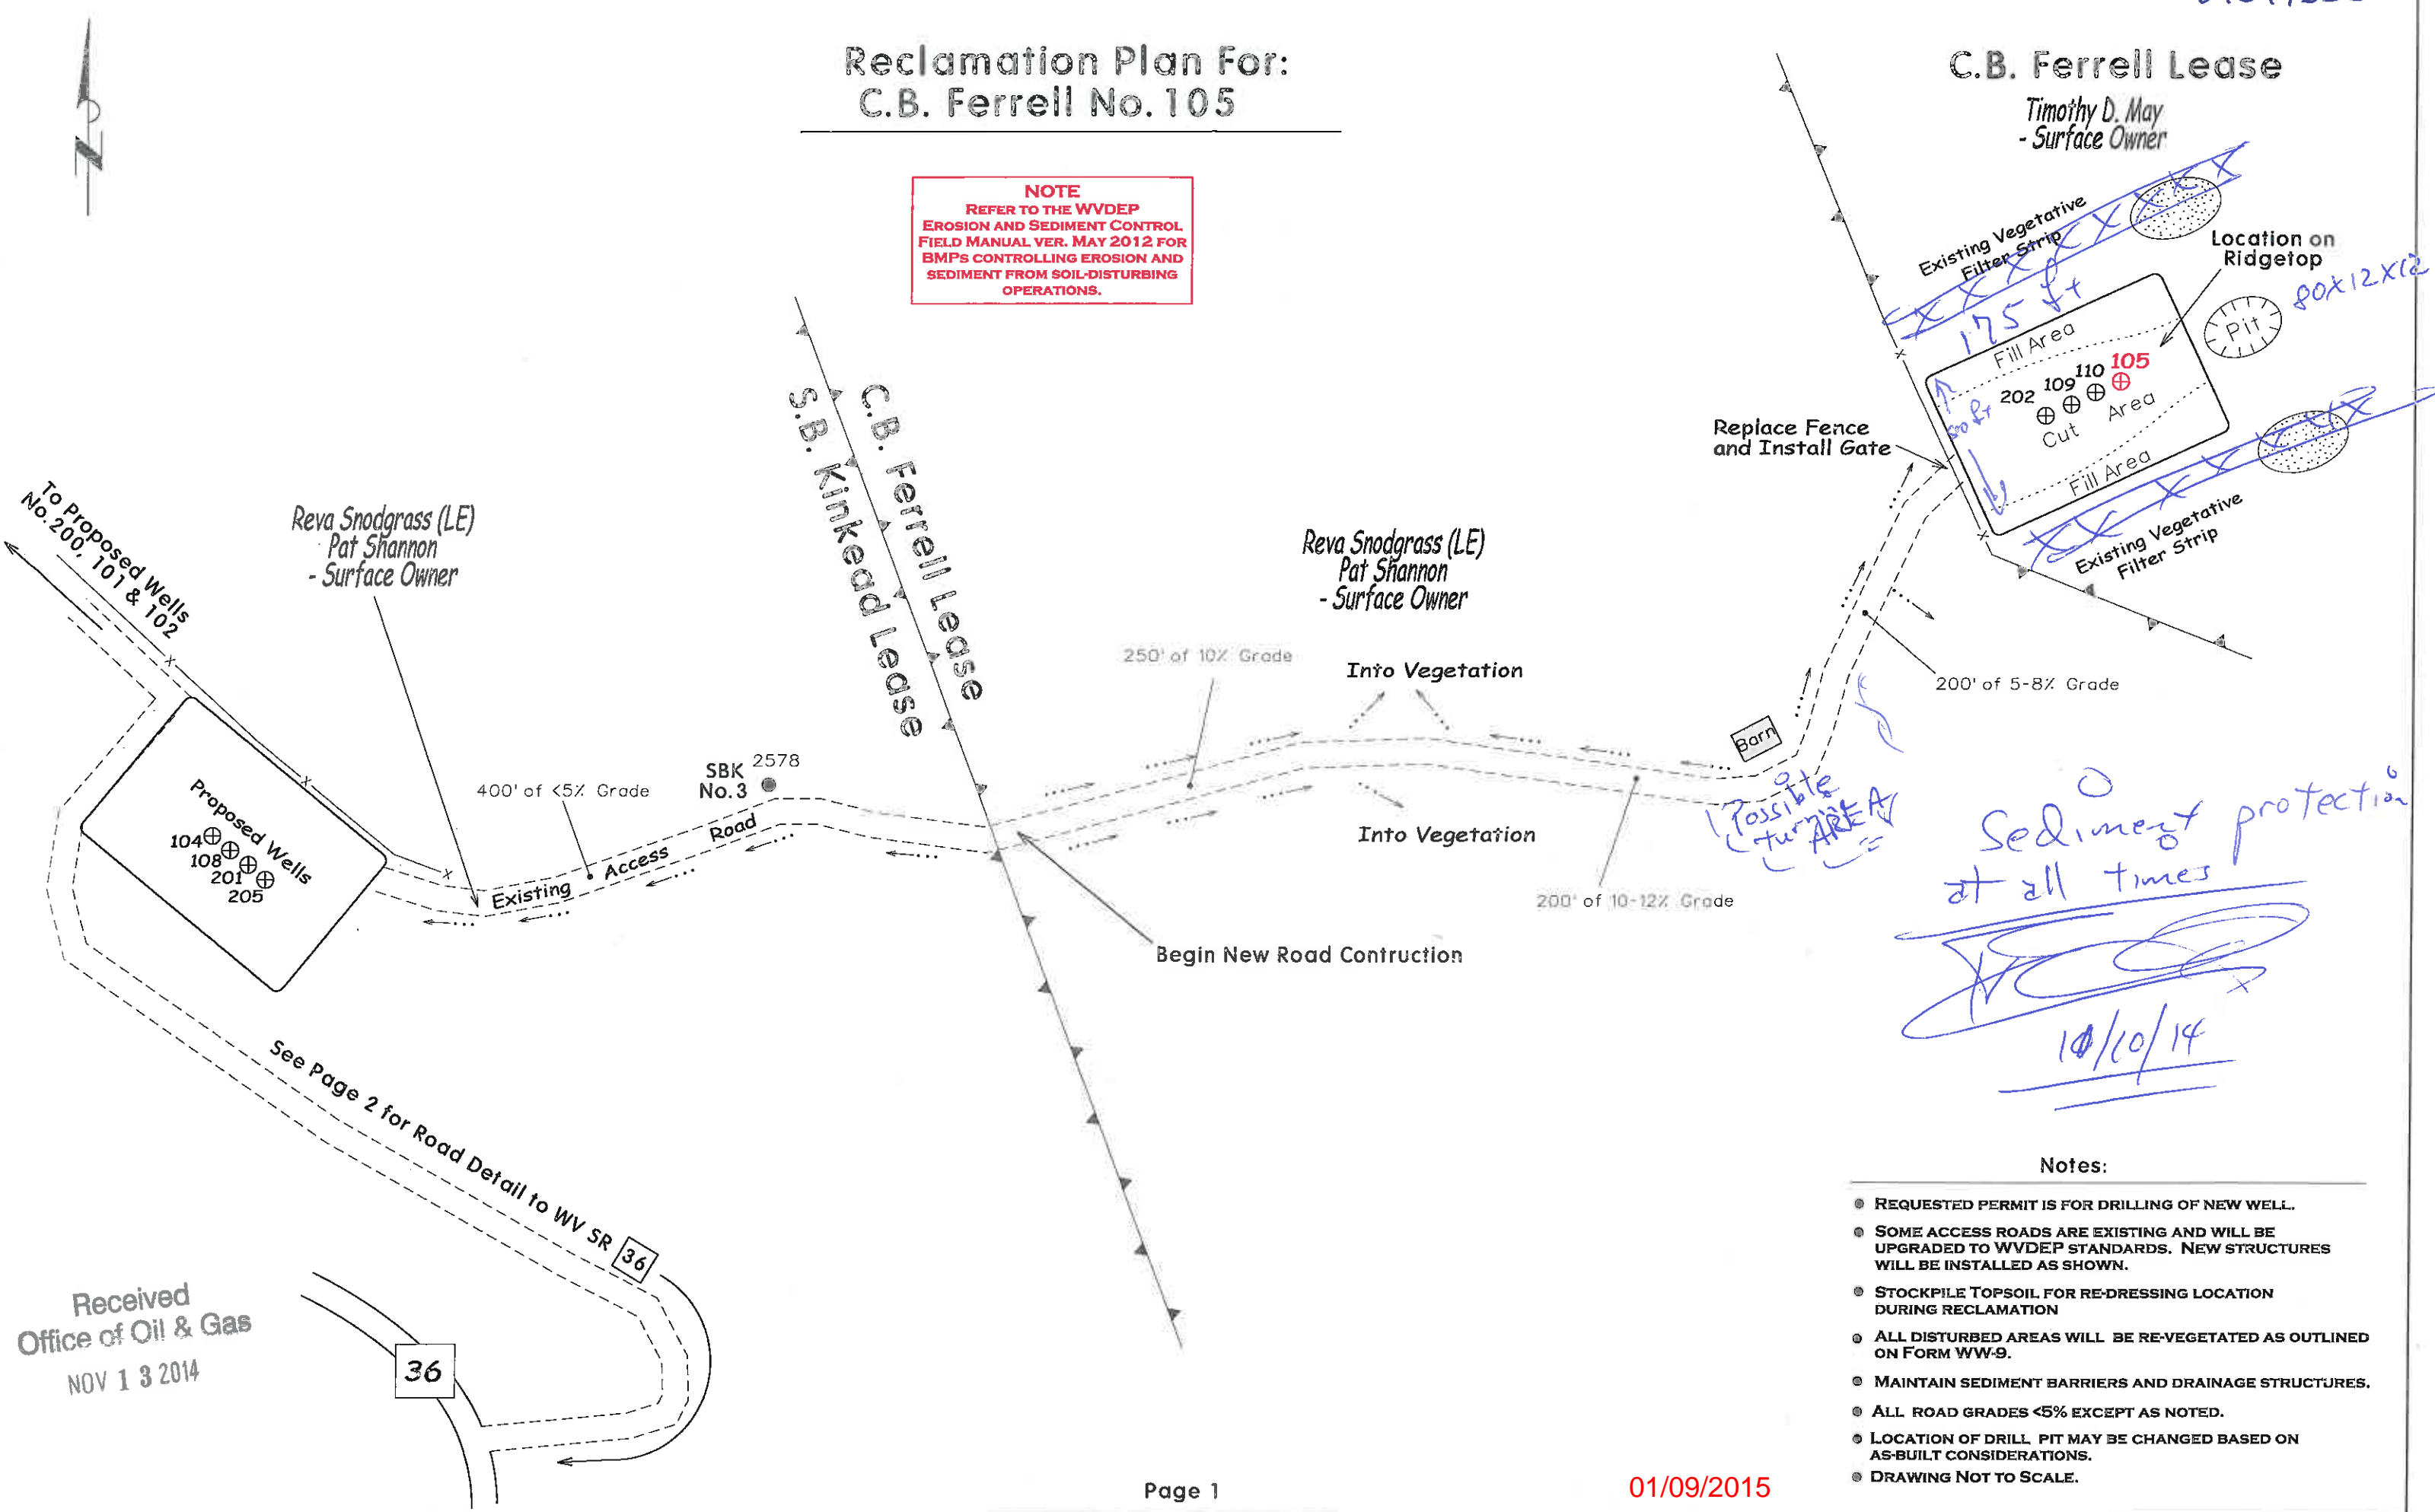 Reclamation Plan For:
C.B. Ferrell No. 105
C.B. Ferrell Lease
Timothy D. May
- Surface Owner
NOTE
REFER TO THE WVDEP
EROSION AND SEDIMENT CONTROL
FIELD MANUAL VER. MAY 2012 FOR
BMPS CONTROLLING EROSION AND
SEDIMENT FROM SOIL-DISTURBING
OPERATIONS.
Existing Vegetative
Filter Strip
Location on
Ridgetop
80x12x12
Pit
175 ft
Fill Area
105
110
109
202
Cut Area
Fill Area
Existing Vegetative
Filter Strip
Replace Fence
and Install Gate
C.B. Ferrell Lease
S.B. Kinkead Lease
To Proposed Wells
No. 200, 101 & 102
Reva Snodgrass (LE)
Pat Shannon
- Surface Owner
Reva Snodgrass (LE)
Pat Shannon
- Surface Owner
250' of 10% Grade
Into Vegetation
200' of 5-8% Grade
Barn
SBK
No. 3
2578
400' of <5% Grade
Existing Access Road
Proposed Wells
104
108
201
205
Into Vegetation
Possible
turning
AREA
200' of 10-12% Grade
Begin New Road Contruction
Sediment protection
at all times
10/10/14
See Page 2 for Road Detail to WV SR 36
36
Received
Office of Oil & Gas
NOV 1 3 2014
Notes:
REQUESTED PERMIT IS FOR DRILLING OF NEW WELL.
SOME ACCESS ROADS ARE EXISTING AND WILL BE
UPGRADED TO WVDEP STANDARDS. NEW STRUCTURES
WILL BE INSTALLED AS SHOWN.
STOCKPILE TOPSOIL FOR RE-DRESSING LOCATION
DURING RECLAMATION
ALL DISTURBED AREAS WILL BE RE-VEGETATED AS OUTLINED
ON FORM WW-9.
MAINTAIN SEDIMENT BARRIERS AND DRAINAGE STRUCTURES.
ALL ROAD GRADES <5% EXCEPT AS NOTED.
LOCATION OF DRILL PIT MAY BE CHANGED BASED ON
AS-BUILT CONSIDERATIONS.
DRAWING NOT TO SCALE.
Page 1
01/09/2015